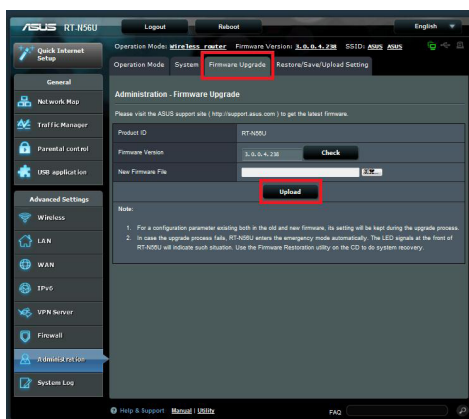 ASUS RT-N56U Logout Reboot English
Operation Mode: Wireless router Firmware Version: 3.0.0.4.238 SSID: ASUS ASUS
Quick Internet Setup
Operation Mode System Firmware Upgrade Restore/Save/Upload Setting
General
Network Map
Traffic Manager
Parental control
USB application
Advanced Settings
Wireless
LAN
WAN
IPv6
VPN Server
Firewall
Administration
System Log
Administration - Firmware Upgrade
Please visit the ASUS support site ( http://support.asus.com ) to get the latest firmware.
Product ID RT-N56U
Firmware Version 3.0.0.4.238 Check
New Firmware File
Upload
Note:
1. For a configuration parameter existing both in the old and new firmware, its setting will be kept during the upgrade process.
2. In case the upgrade process fails, RT-N56U enters the emergency mode automatically. The LED signals at the front of
RT-N56U will indicate such situation. Use the Firmware Restoration utility on the CD to do system recovery.
Help & Support Manual | Utility FAQ